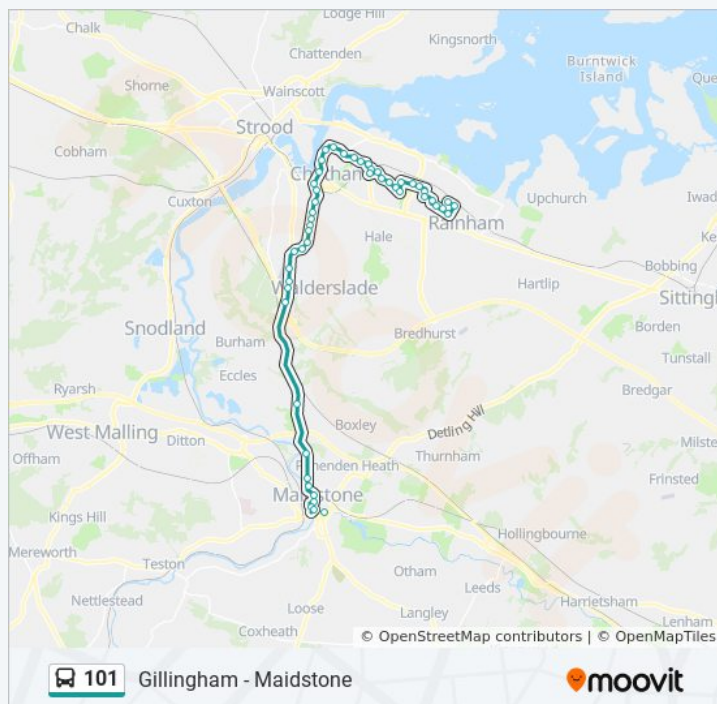 Lodge Hill
Kingsnorth
Chattenden
Burntwick
Island
Shorne
Wainscott
Strood
Cobham
Chatham
Upchurch
Cuxton
Rainham
Hale
Bobbing
Hartlip
Walderslade
Sitting
Snodland
Borden
Bredhurst
Burham
Tunstall
Eccles
Ryarsh
Bredgar
Boxley
Detling Hill
West Malling
Ditton
Thurnham
Offham
Penenden Heath
Frinsted
Maidstone
Kings Hill
Hollingbourne
Mereworth
Teston
Otham
Leeds
Harrietsham
Nettlestead
Loose
Langley
Lenham
Coxheath
© OpenStreetMap contributors | © OpenMapTiles
101 Gillingham - Maidstone
moovit